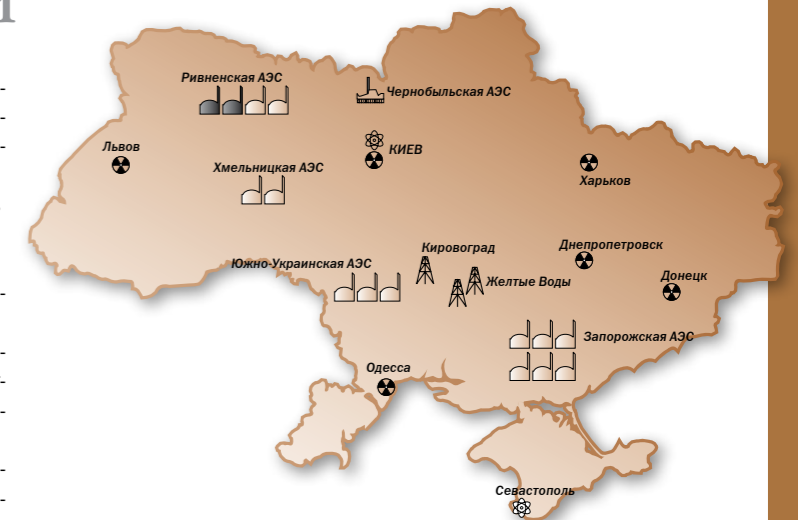 Ривненская АЭС
Чернобыльская АЭС
Львов
КИЕВ
Хмельницкая АЭС
Харьков
Кировоград
Днепропетровск
Южно-Украинская АЭС
Желтые Воды
Донецк
Запорожская АЭС
Одесса
Севастополь